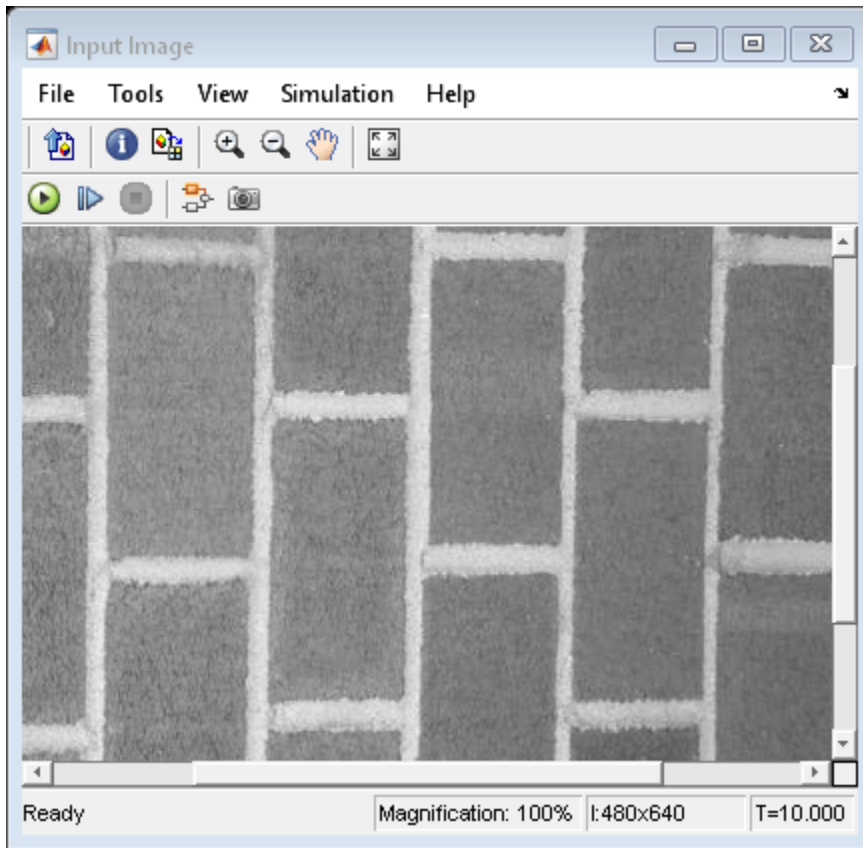 Input Image
File Tools View Simulation Help
Ready Magnification: 100% I:480x640 T=10.000